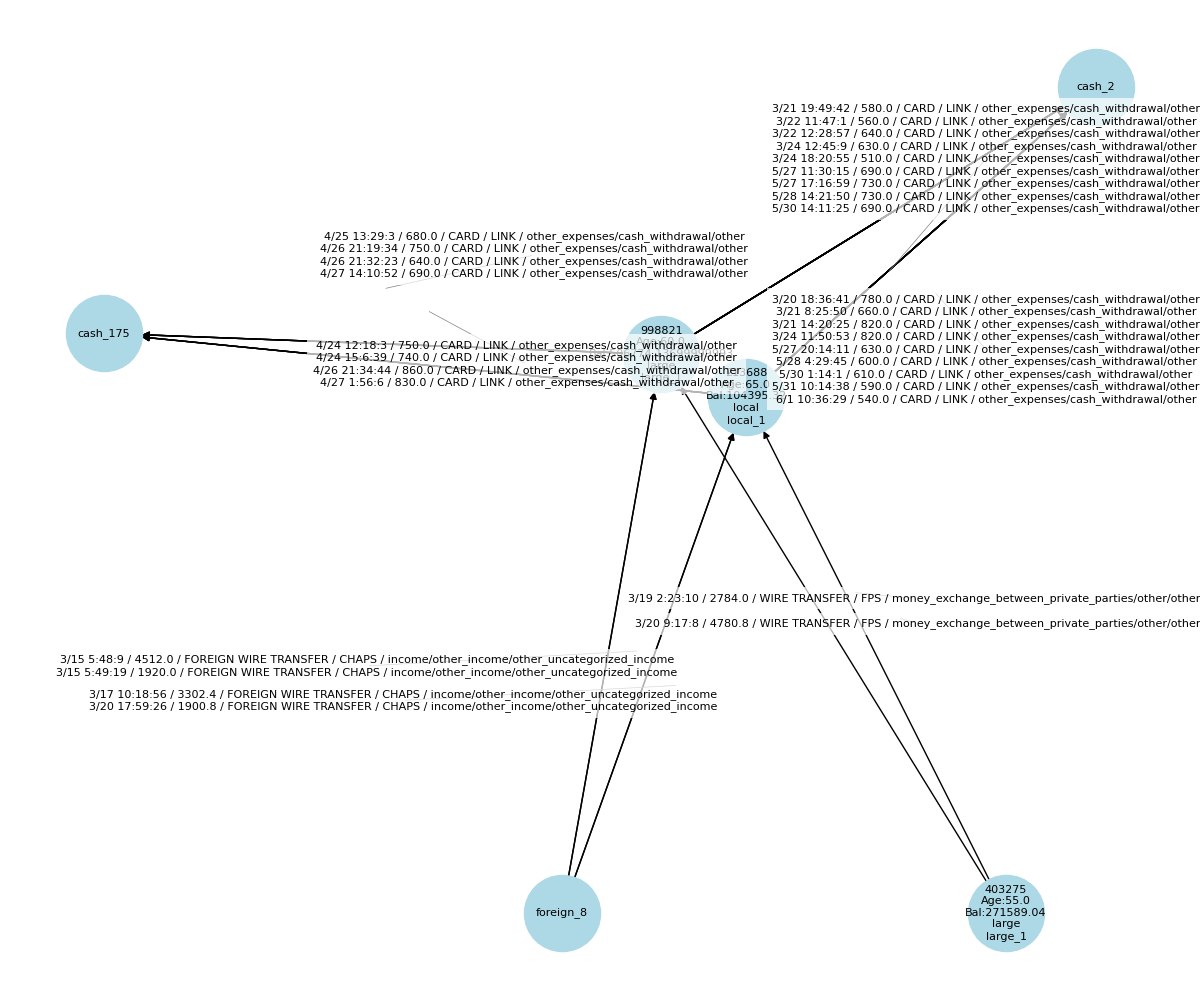 cash_2
3/21 19:49:42 / 580.0 / CARD / LINK / other_expenses/cash_withdrawal/other
3/22 11:47:1 / 560.0 / CARD / LINK / other_expenses/cash_withdrawal/other
3/22 12:28:57 / 640.0 / CARD / LINK / other_expenses/cash_withdrawal/other
3/24 12:45:9 / 630.0 / CARD / LINK / other_expenses/cash_withdrawal/other
3/24 18:20:55 / 510.0 / CARD / LINK / other_expenses/cash_withdrawal/other
5/27 11:30:15 / 690.0 / CARD / LINK / other_expenses/cash_withdrawal/other
5/27 17:16:59 / 730.0 / CARD / LINK / other_expenses/cash_withdrawal/other
5/28 14:21:50 / 730.0 / CARD / LINK / other_expenses/cash_withdrawal/other
5/30 14:11:25 / 690.0 / CARD / LINK / other_expenses/cash_withdrawal/other
4/25 13:29:3 / 680.0 / CARD / LINK / other_expenses/cash_withdrawal/other
4/26 21:19:34 / 750.0 / CARD / LINK / other_expenses/cash_withdrawal/other
4/26 21:32:23 / 640.0 / CARD / LINK / other_expenses/cash_withdrawal/other
4/27 14:10:52 / 690.0 / CARD / LINK / other_expenses/cash_withdrawal/other
3/20 18:36:41 / 780.0 / CARD / LINK / other_expenses/cash_withdrawal/other
3/21 8:25:50 / 660.0 / CARD / LINK / other_expenses/cash_withdrawal/other
3/21 14:20:25 / 820.0 / CARD / LINK / other_expenses/cash_withdrawal/other
3/24 11:50:53 / 820.0 / CARD / LINK / other_expenses/cash_withdrawal/other
5/27 20:14:11 / 630.0 / CARD / LINK / other_expenses/cash_withdrawal/other
5/28 4:29:45 / 600.0 / CARD / LINK / other_expenses/cash_withdrawal/other
5/30 1:14:1 / 610.0 / CARD / LINK / other_expenses/cash_withdrawal/other
5/31 10:14:38 / 590.0 / CARD / LINK / other_expenses/cash_withdrawal/other
6/1 10:36:29 / 540.0 / CARD / LINK / other_expenses/cash_withdrawal/other
cash_175
998821
4/24 12:18:3 / 750.0 / CARD / LINK / other_expenses/cash_withdrawal/other
4/24 15:6:39 / 740.0 / CARD / LINK / other_expenses/cash_withdrawal/other
4/26 21:34:44 / 860.0 / CARD / LINK / other_expenses/cash_withdrawal/other
4/27 1:56:6 / 830.0 / CARD / LINK / other_expenses/cash_withdrawal/other
local
local_1
3/19 2:23:10 / 2784.0 / WIRE TRANSFER / FPS / money_exchange_between_private_parties/other/other
3/20 9:17:8 / 4780.8 / WIRE TRANSFER / FPS / money_exchange_between_private_parties/other/other
3/15 5:48:9 / 4512.0 / FOREIGN WIRE TRANSFER / CHAPS / income/other_income/other_uncategorized_income
3/15 5:49:19 / 1920.0 / FOREIGN WIRE TRANSFER / CHAPS / income/other_income/other_uncategorized_income
3/17 10:18:56 / 3302.4 / FOREIGN WIRE TRANSFER / CHAPS / income/other_income/other_uncategorized_income
3/20 17:59:26 / 1900.8 / FOREIGN WIRE TRANSFER / CHAPS / income/other_income/other_uncategorized_income
foreign_8
403275
Age:55.0
Bal:271589.04
large
large_1